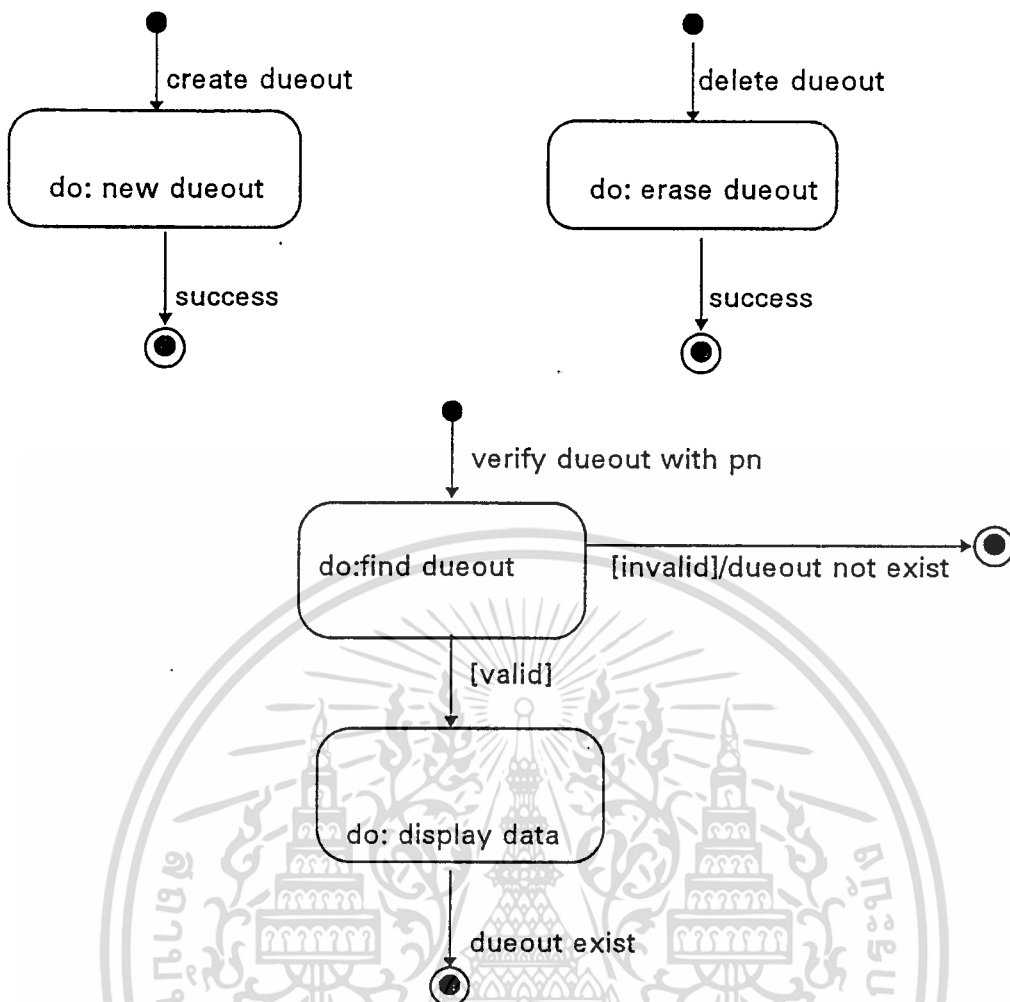 create dueout
delete dueout
do: new dueout
do: erase dueout
success
success
verify dueout with pn
do:find dueout
[invalid]/dueout not exist
[valid]
do: display data
dueout exist